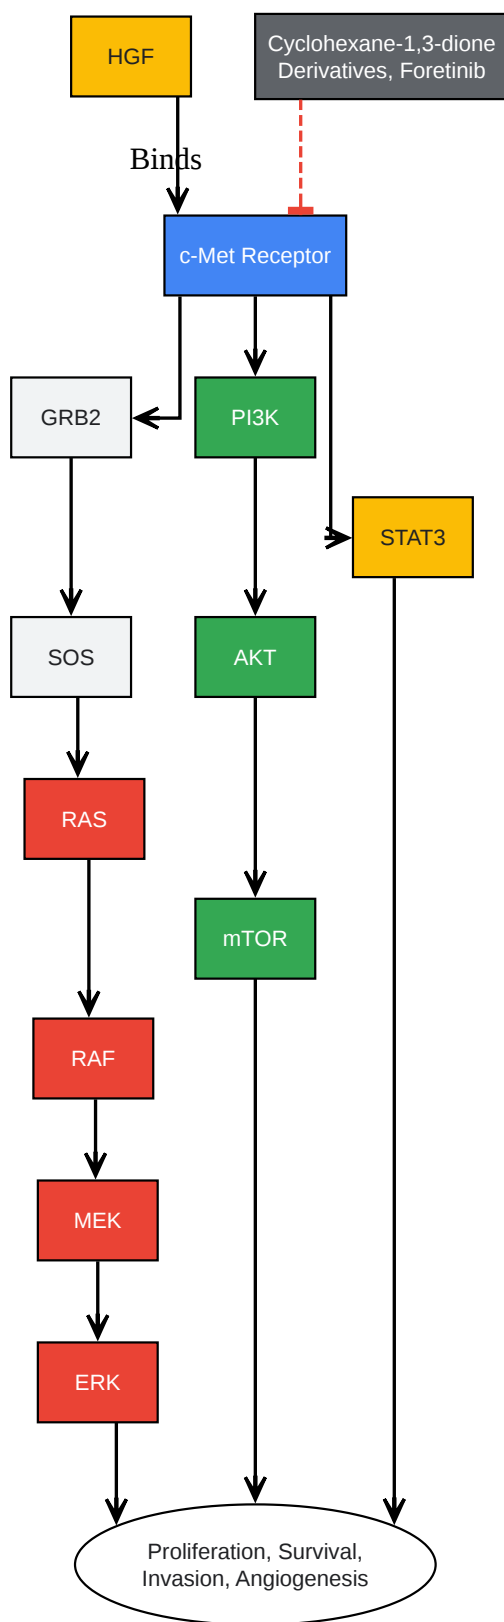 HGF
Cyclohexane-1,3-dione
Derivatives, Foretinib
Binds
c-Met Receptor
GRB2
PI3K
STAT3
SOS
AKT
RAS
mTOR
RAF
MEK
ERK
Proliferation, Survival,
Invasion, Angiogenesis